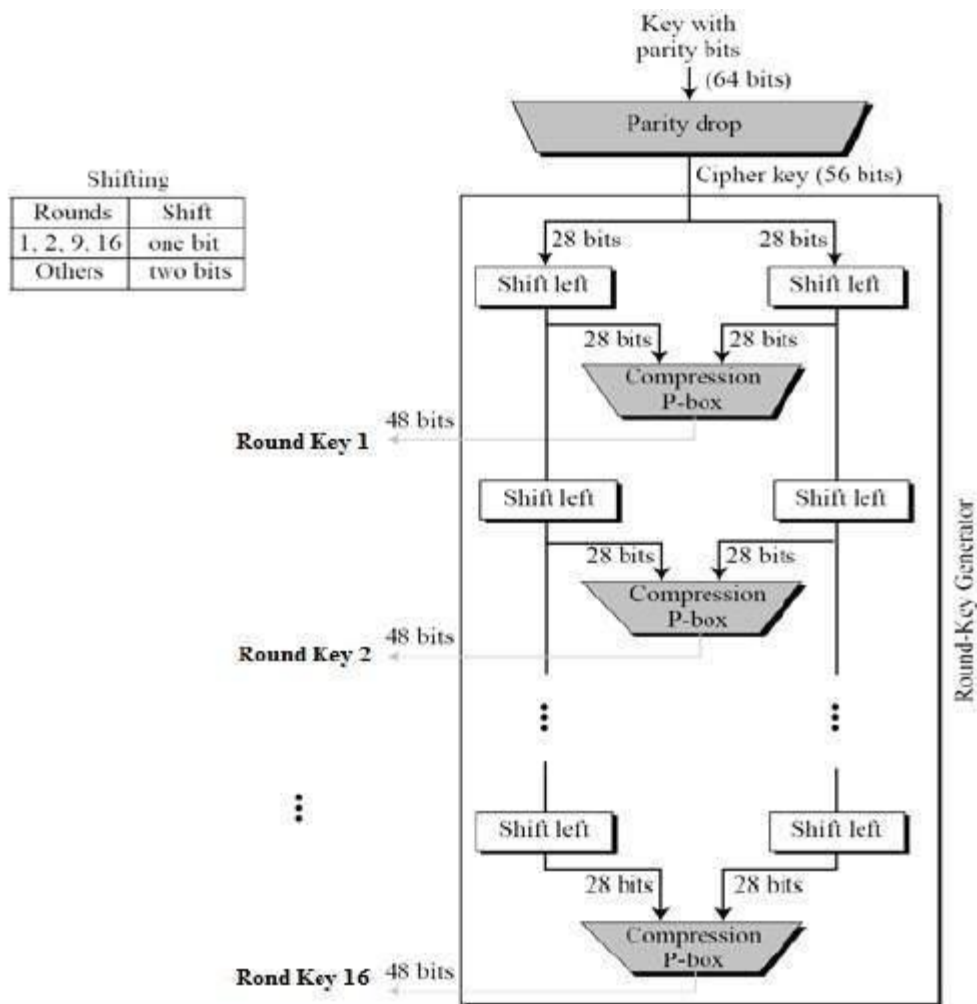 Key with
parity bits
(64 bits)
Parity drop
Cipher key (56 bits)
Shifting
Rounds Shift
1, 2, 9, 16 one bit
Others two bits
28 bits 28 bits
Shift left Shift left
28 bits 28 bits
Compression
P-box
48 bits
Round Key 1
Shift left Shift left
28 bits 28 bits
Compression
P-box
48 bits
Round Key 2
Round-Key Generator
Shift left Shift left
28 bits 28 bits
Compression
P-box
Rond Key 16 48 bits